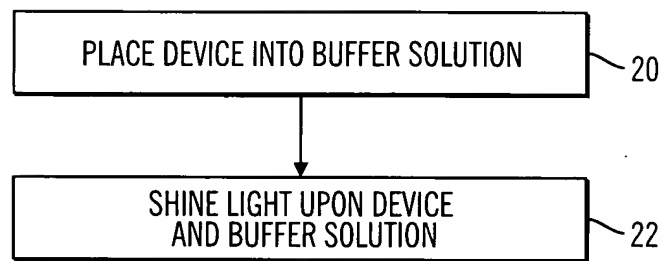 PLACE DEVICE INTO BUFFER SOLUTION
20
SHINE LIGHT UPON DEVICE
AND BUFFER SOLUTION
22